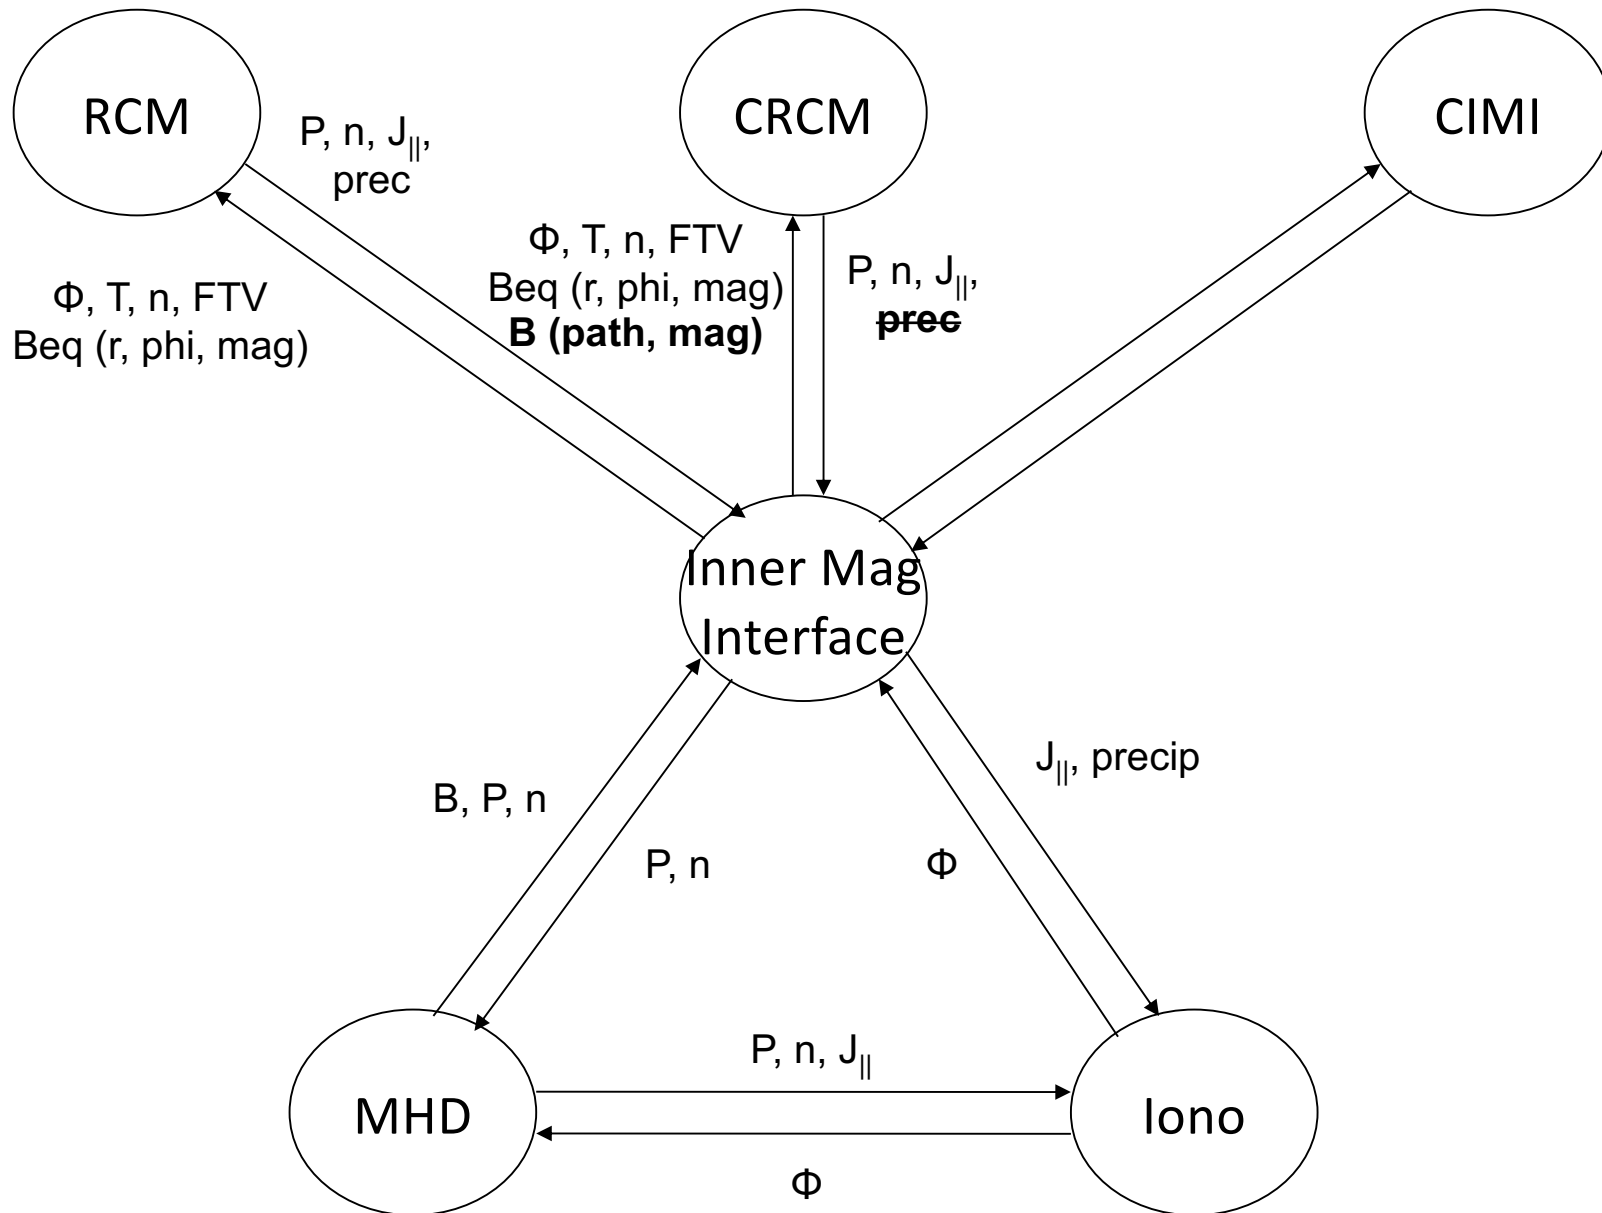 RCM
CRCM
CIMI
P, n, J||,
prec
Φ, T, n, FTV
Beq (r, phi, mag)
B (path, mag)
P, n, J||,
prec
Φ, T, n, FTV
Beq (r, phi, mag)
Inner Mag
Interface
B, P, n
P, n
J||, precip
Φ
P, n, J||
MHD
Iono
Φ